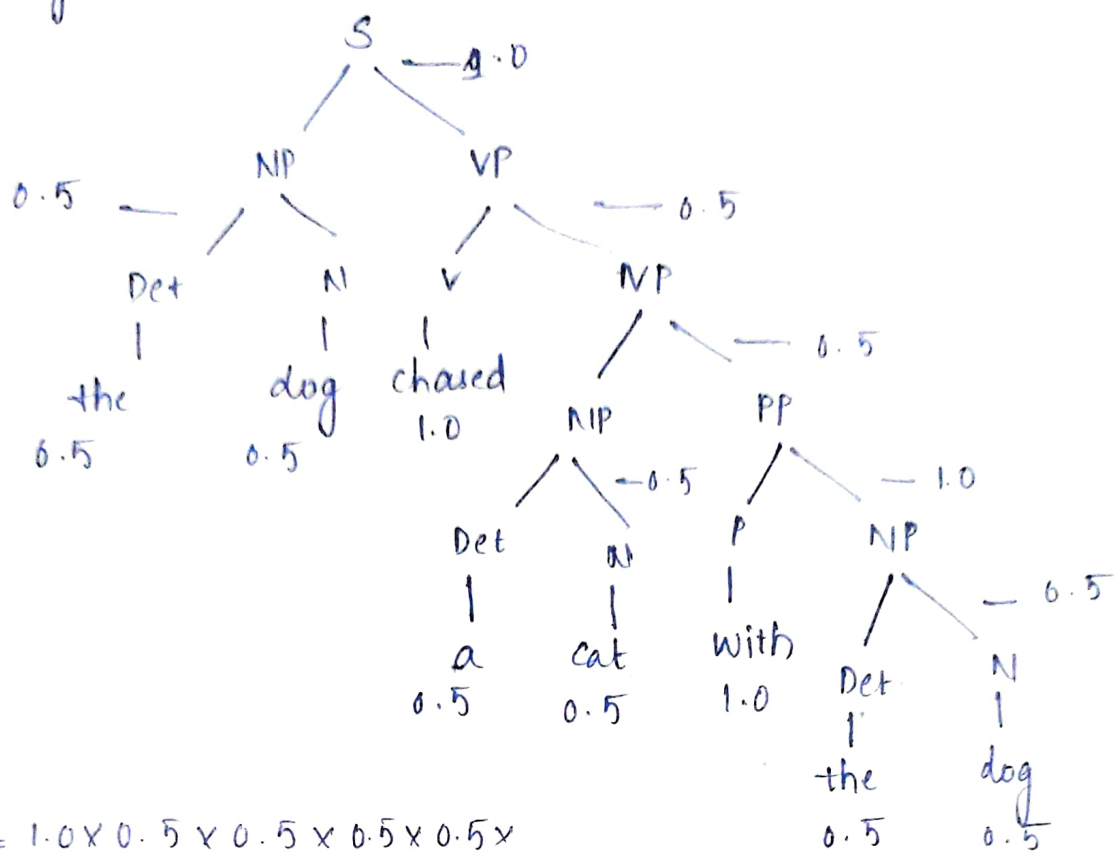 S
1.0
NP VP
0.5 0.5
Det N V NP
0.5
the dog chased NP PP
0.5 0.5 1.0
0.5 1.0
Det N P NP
0.5
a cat with Det N
0.5 0.5 1.0
the dog
= 1.0 x 0.5 x 0.5 x 0.5 x 0.5 x 0.5 0.5